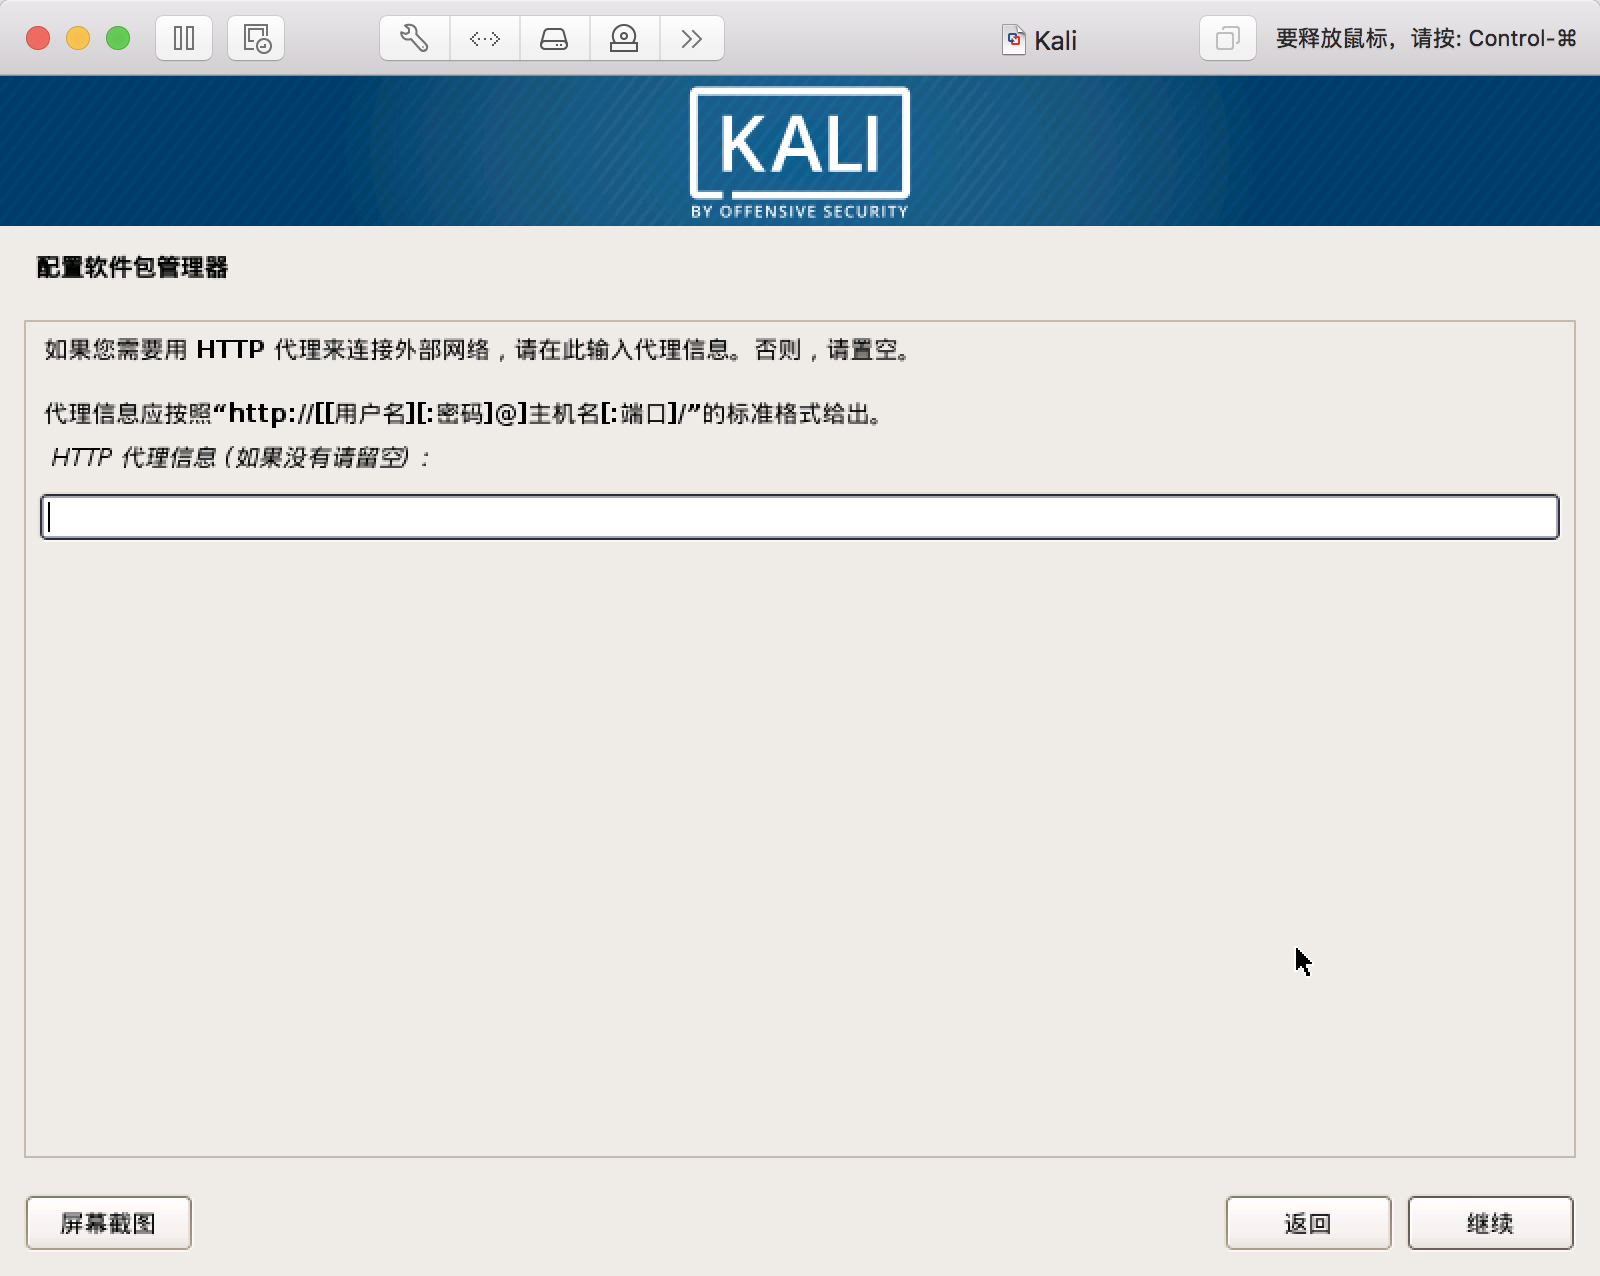 Kali
要释放鼠标，请按: Control-⌘
KALI
BY OFFENSIVE SECURITY
配置软件包管理器
如果您需要用 HTTP 代理来连接外部网络，请在此输入代理信息。否则，请置空。
代理信息应按照“http://[[用户名][:密码]@]主机名[:端口]/”的标准格式给出。
HTTP 代理信息（如果没有请留空）：
屏幕截图
返回
继续